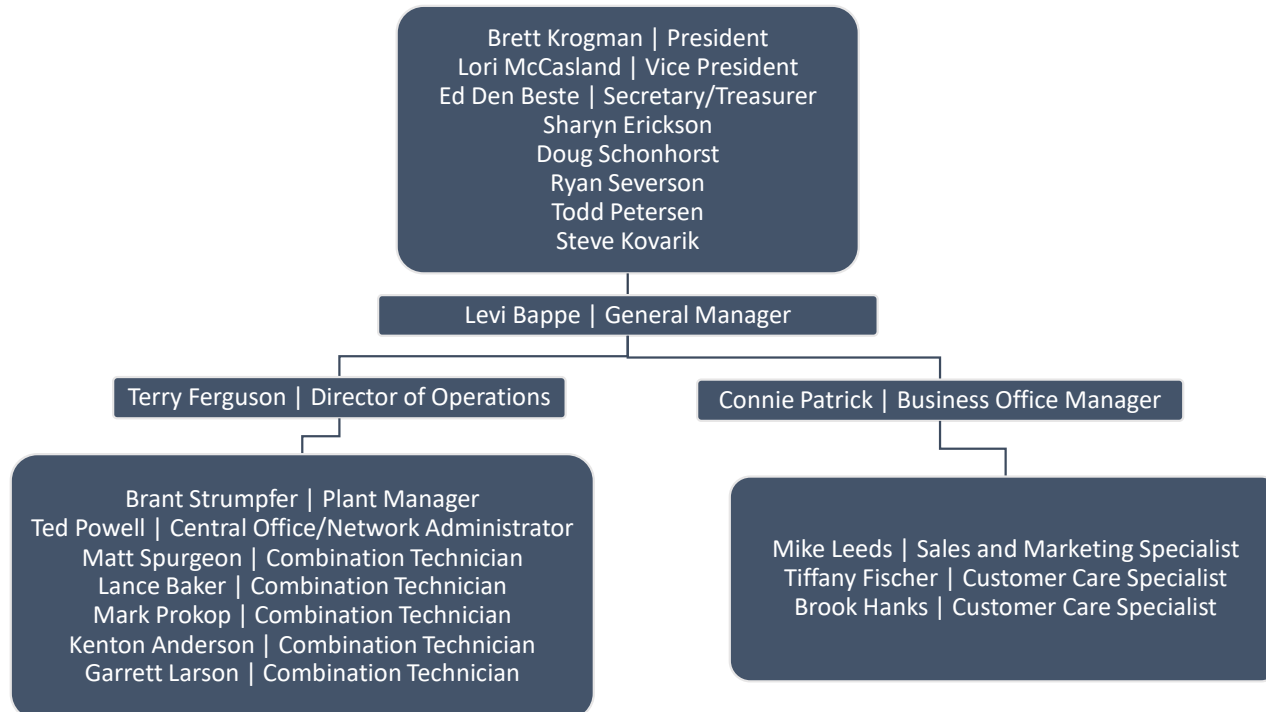 Brett Krogman | President
Lori McCasland | Vice President
Ed Den Beste | Secretary/Treasurer
Sharyn Erickson
Doug Schonhorst
Ryan Severson
Todd Petersen
Steve Kovarik
Levi Bappe | General Manager
Terry Ferguson | Director of Operations
Connie Patrick | Business Office Manager
Brant Strumpfer | Plant Manager
Ted Powell | Central Office/Network Administrator
Matt Spurgeon | Combination Technician
Lance Baker | Combination Technician
Mark Prokop | Combination Technician
Kenton Anderson | Combination Technician
Garrett Larson | Combination Technician
Mike Leeds | Sales and Marketing Specialist
Tiffany Fischer | Customer Care Specialist
Brook Hanks | Customer Care Specialist